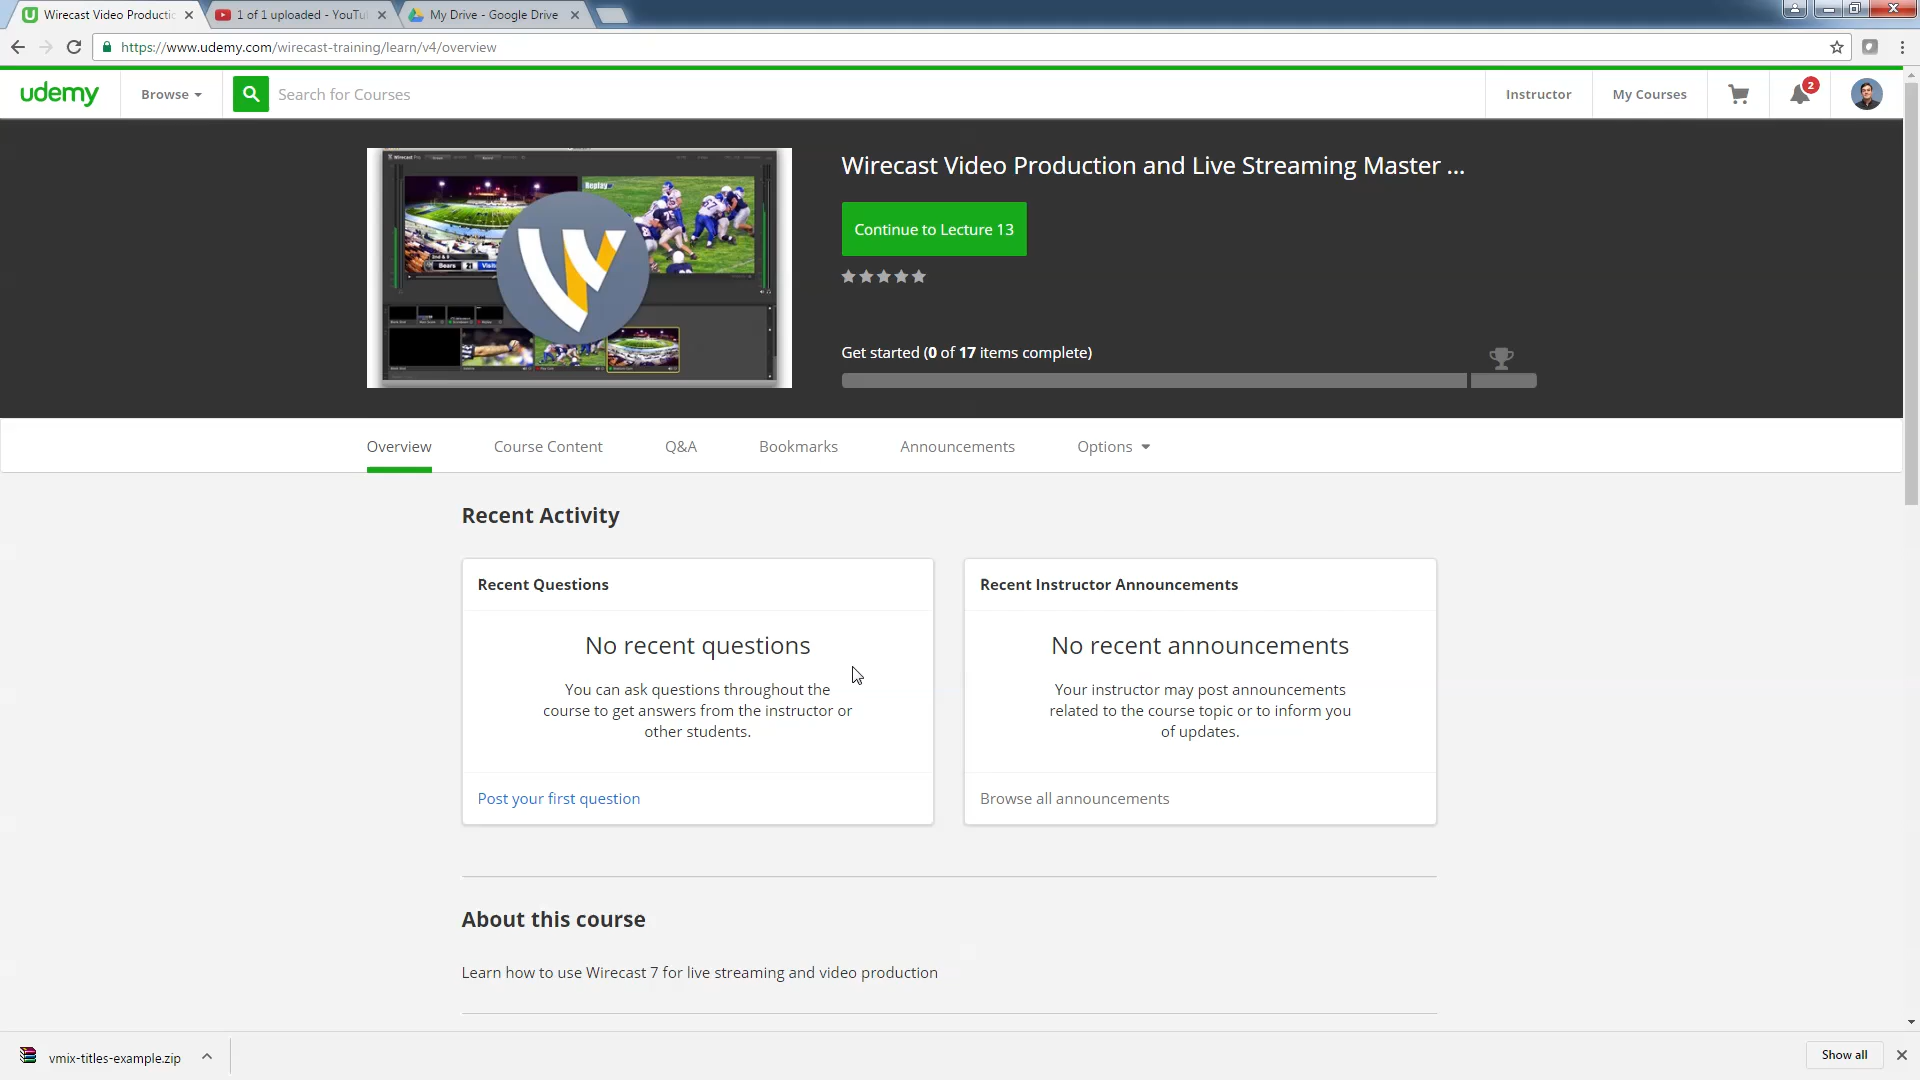 Wirecast Video Productio
1 of 1 uploaded - YouTu
My Drive - Google Drive
https://www.udemy.com/wirecast-training/learn/v4/overview
udemy
Browse
Search for Courses
Instructor
My Courses
2
Replay
Bears 21
Wirecast Video Production and Live Streaming Master ...
Continue to Lecture 13
Get started (0 of 17 items complete)
Overview
Course Content
Q&A
Bookmarks
Announcements
Options
Recent Activity
Recent Questions
No recent questions
You can ask questions throughout the
course to get answers from the instructor or
other students.
Post your first question
Recent Instructor Announcements
No recent announcements
Your instructor may post announcements
related to the course topic or to inform you
of updates.
Browse all announcements
About this course
Learn how to use Wirecast 7 for live streaming and video production
vmix-titles-example.zip
Show all